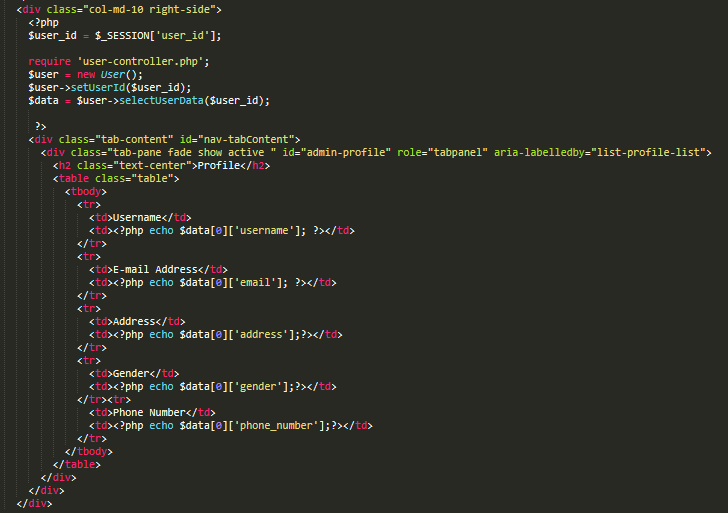 <div class="col-md-10 right-side">
<?php
$user_id = $_SESSION['user_id'];
require 'user-controller.php';
$user = new User();
$user->setUserId($user_id);
$data = $user->selectUserData($user_id);
?>
<div class="tab-content" id="nav-tabContent">
<div class="tab-pane fade show active " id="admin-profile" role="tabpanel" aria-labelledby="list-profile-list">
<h2 class="text-center">Profile</h2>
<table class="table">
<tbody>
<tr>
<td>Username</td>
<td><?php echo $data[0]['username']; ?></td>
</tr>
<tr>
<td>E-mail Address</td>
<td><?php echo $data[0]['email']; ?></td>
</tr>
<tr>
<td>Address</td>
<td><?php echo $data[0]['address'];?></td>
</tr>
<tr>
<td>Gender</td>
<td><?php echo $data[0]['gender'];?></td>
</tr><tr>
<td>Phone Number</td>
<td><?php echo $data[0]['phone_number'];?></td>
</tr>
</tbody>
</table>
</div>
</div>
</div>